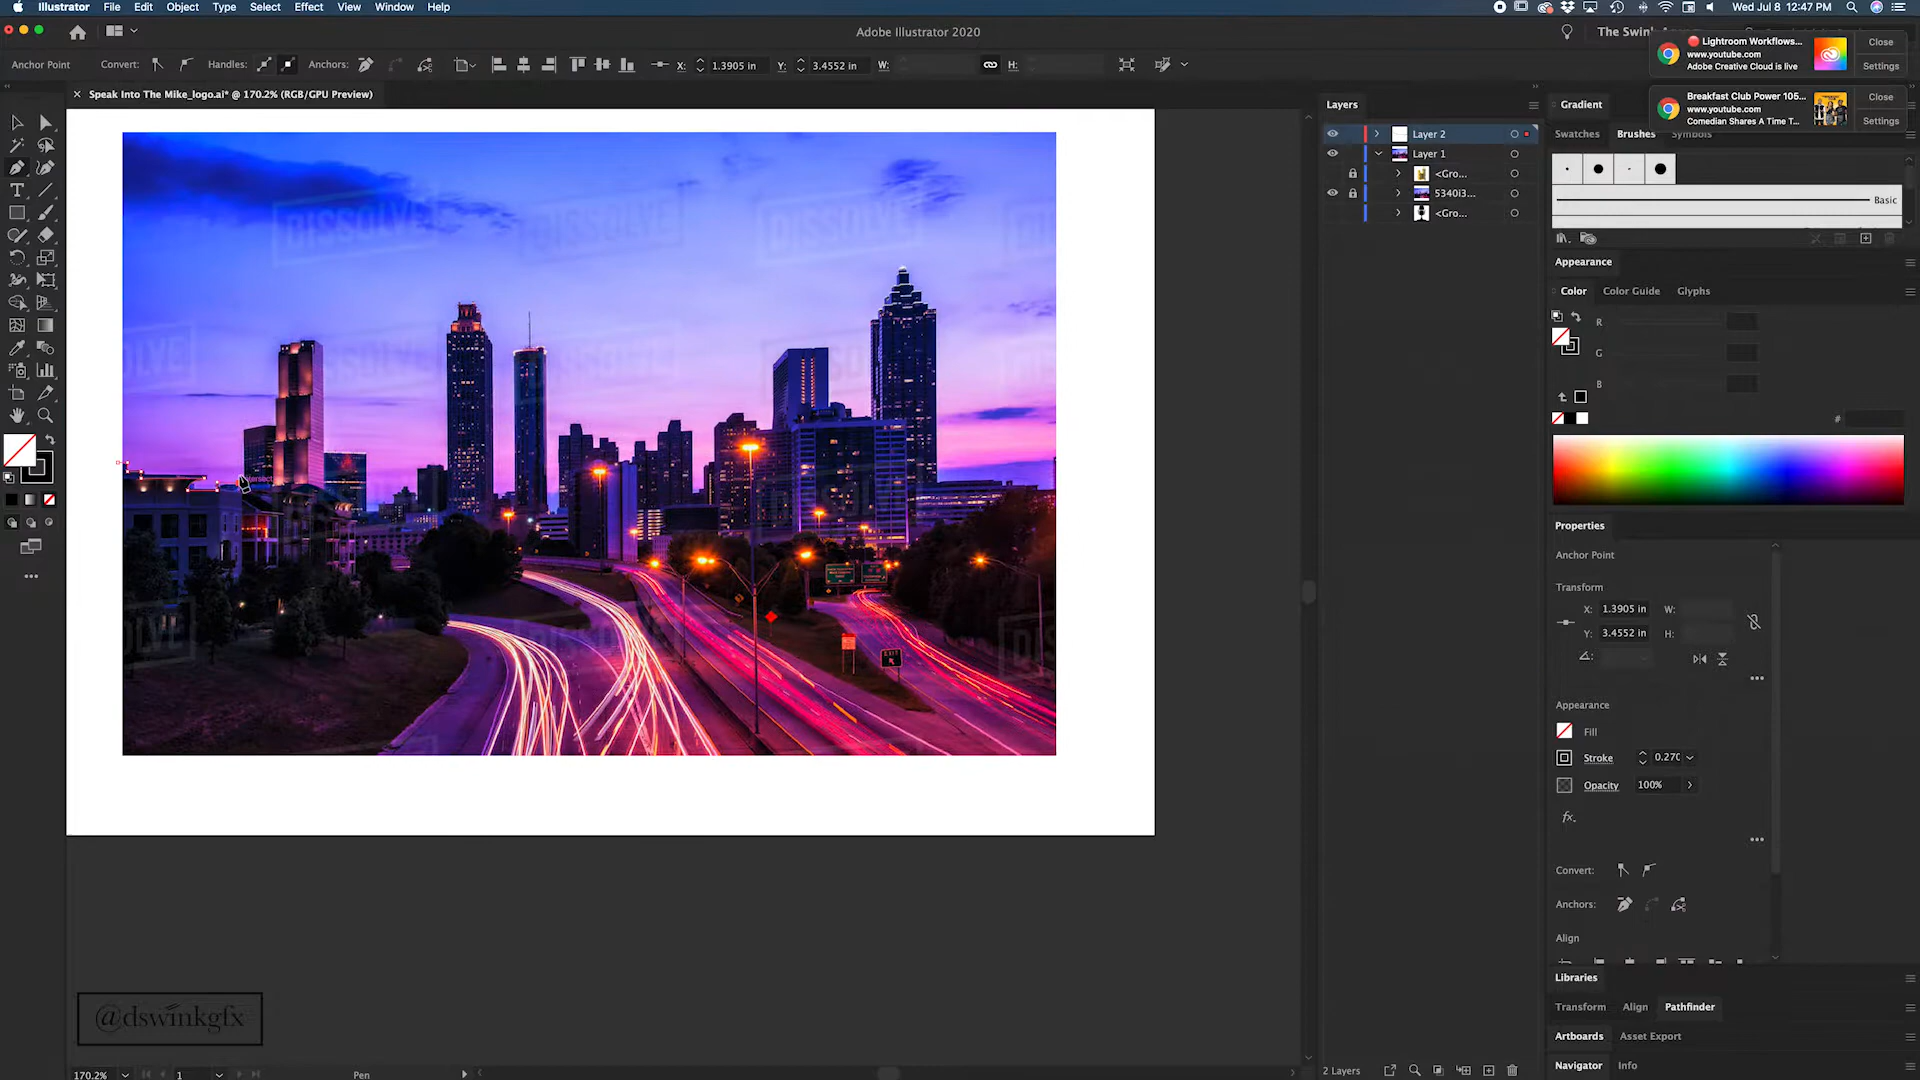 Illustrator File Edit Object Type Select Effect View Window Help
Wed Jul 8 12:47 PM
Adobe Illustrator 2020
The Swink
Anchor Point Convert: Handles: Anchors: X: 1.3905 in Y: 3.4552 in W: H:
Lightroom Workflows...
www.youtube.com
Adobe Creative Cloud is live
Close
Settings
Breakfast Club Power 105...
www.youtube.com
Comedian Shares A Time T...
Close
Settings
× Speak Into The Mike_logo.ai* @ 170.2% (RGB/GPU Preview)
Layers
Layer 2
Layer 1
<Gro...
5340i3...
<Gro...
Gradient
Swatches Brushes Symbols
Basic
Appearance
Color Color Guide Glyphs
R
G
B
#
Properties
Anchor Point
Transform
X: 1.3905 in W:
Y: 3.4552 in H:
Appearance
Fill
Stroke 0.270
Opacity 100%
fx.
Convert:
Anchors:
Align
Libraries
Transform Align Pathfinder
Artboards Asset Export
Navigator Info
DISSOLVE
DISSOLVE
DISSOLVE
EXIT
intersect
@dswinkgfx
170.2% 1 Pen
2 Layers